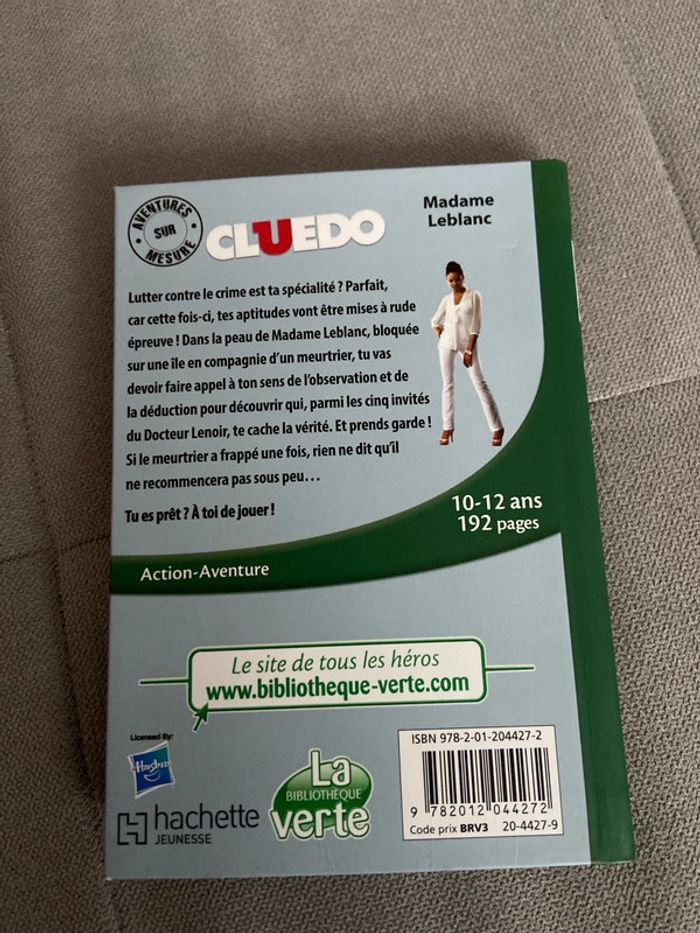 AVENTURES
SUR
MESURE
CLUEDO
Madame
Leblanc
Lutter contre le crime est ta spécialité ? Parfait,
car cette fois-ci, tes aptitudes vont être mises à rude
épreuve ! Dans la peau de Madame Leblanc, bloquée
sur une île en compagnie d'un meurtrier, tu vas
devoir faire appel à ton sens de l'observation et de
la déduction pour découvrir qui, parmi les cinq invités
du Docteur Lenoir, te cache la vérité. Et prends garde !
Si le meurtrier a frappé une fois, rien ne dit qu'il
ne recommencera pas sous peu…
Tu es prêt ? À toi de jouer !
10-12 ans
192 pages
Action-Aventure
Le site de tous les héros
www.bibliotheque-verte.com
Licensed By:
Hasbro
hachette
JEUNESSE
La
BIBLIOTHÈQUE
verte
ISBN 978-2-01-204427-2
9 782012 044272
Code prix BRV3 20-4427-9